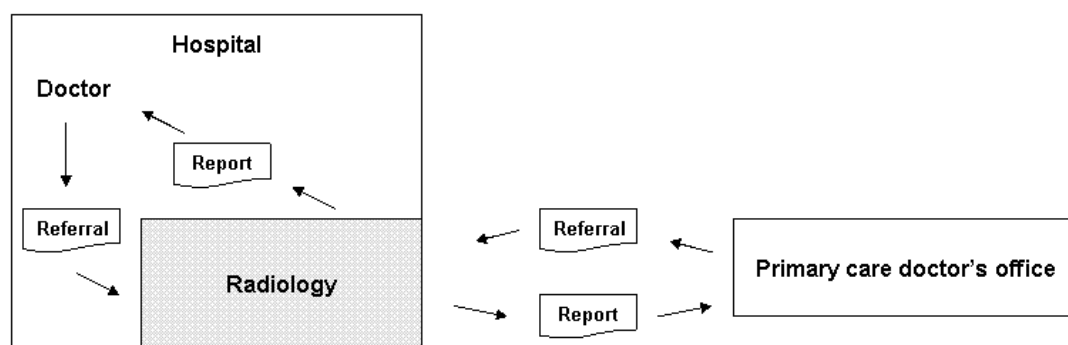 Hospital
Doctor
Report
Referral
Radiology
Referral
Report
Primary care doctor’s office